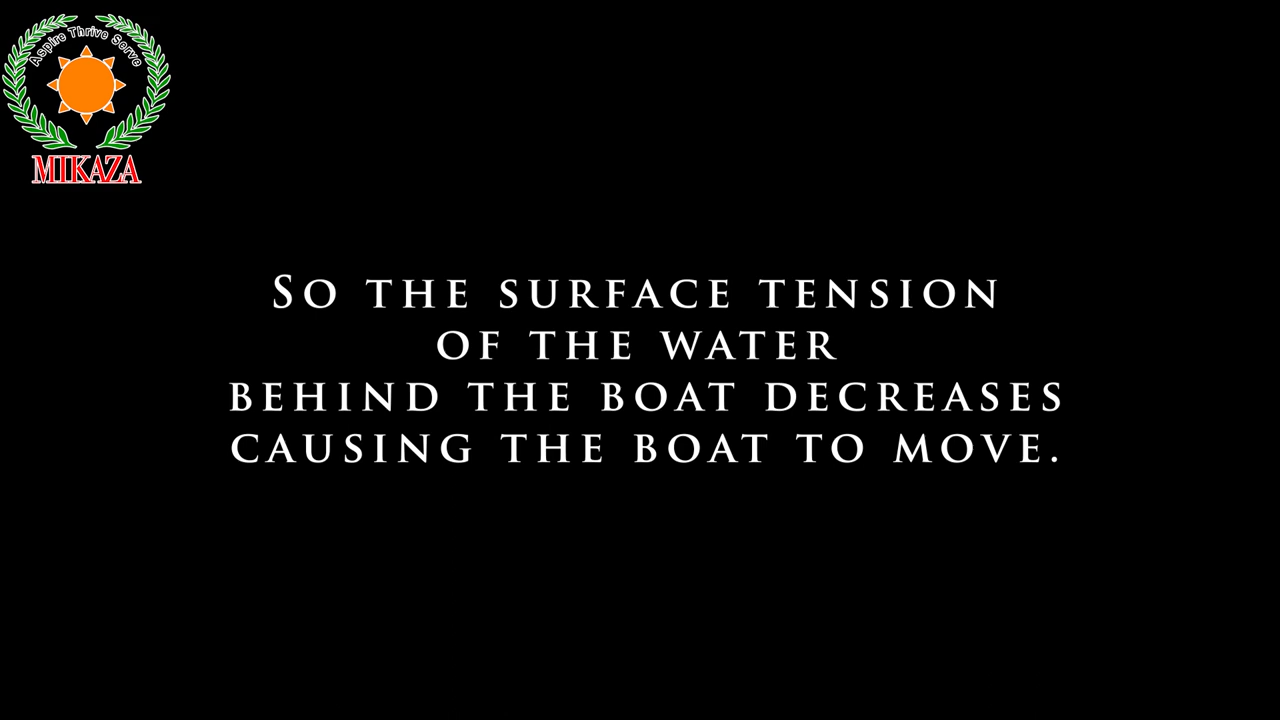 Aspire Thrive Serve
MIKAZA
So the surface tension
of the water
behind the boat decreases
causing the boat to move.